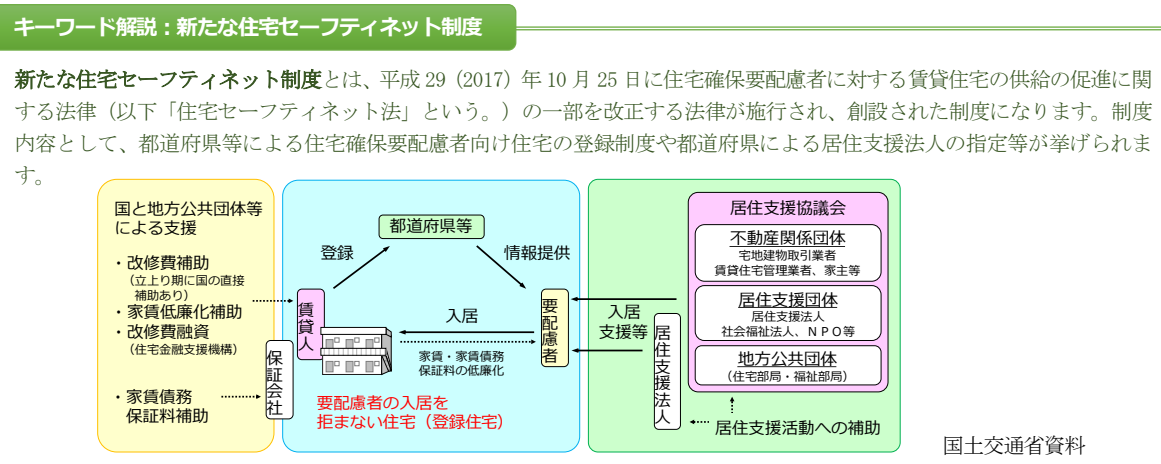 キーワード解説：新たな住宅セーフティネット制度
新たな住宅セーフティネット制度とは、平成 29（2017）年 10 月 25 日に住宅確保要配慮者に対する賃貸住宅の供給の促進に関
する法律（以下「住宅セーフティネット法」という。）の一部を改正する法律が施行され、創設された制度になります。制度
内容として、都道府県等による住宅確保要配慮者向け住宅の登録制度や都道府県による居住支援法人の指定等が挙げられま
す。
国と地方公共団体等
による支援
・改修費補助
（立上り期に国の直接
補助あり）
・家賃低廉化補助
・改修費融資
（住宅金融支援機構）
・家賃債務
保証料補助
保証会社
都道府県等
登録
情報提供
賃貸人
入居
家賃・家賃債務
保証料の低廉化
要配慮者
要配慮者の入居を
拒まない住宅（登録住宅）
入居
支援等
居住支援法人
居住支援協議会
不動産関係団体
宅地建物取引業者
賃貸住宅管理業者、家主等
居住支援団体
居住支援法人
社会福祉法人、ＮＰＯ等
地方公共団体
（住宅部局・福祉部局）
居住支援活動への補助
国土交通省資料